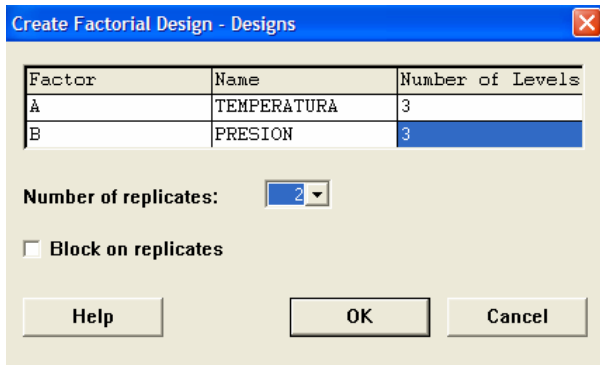 Create Factorial Design - Designs
Factor Name Number of Levels
A TEMPERATURA 3
B PRESION 3
Number of replicates: 2
Block on replicates
Help OK Cancel